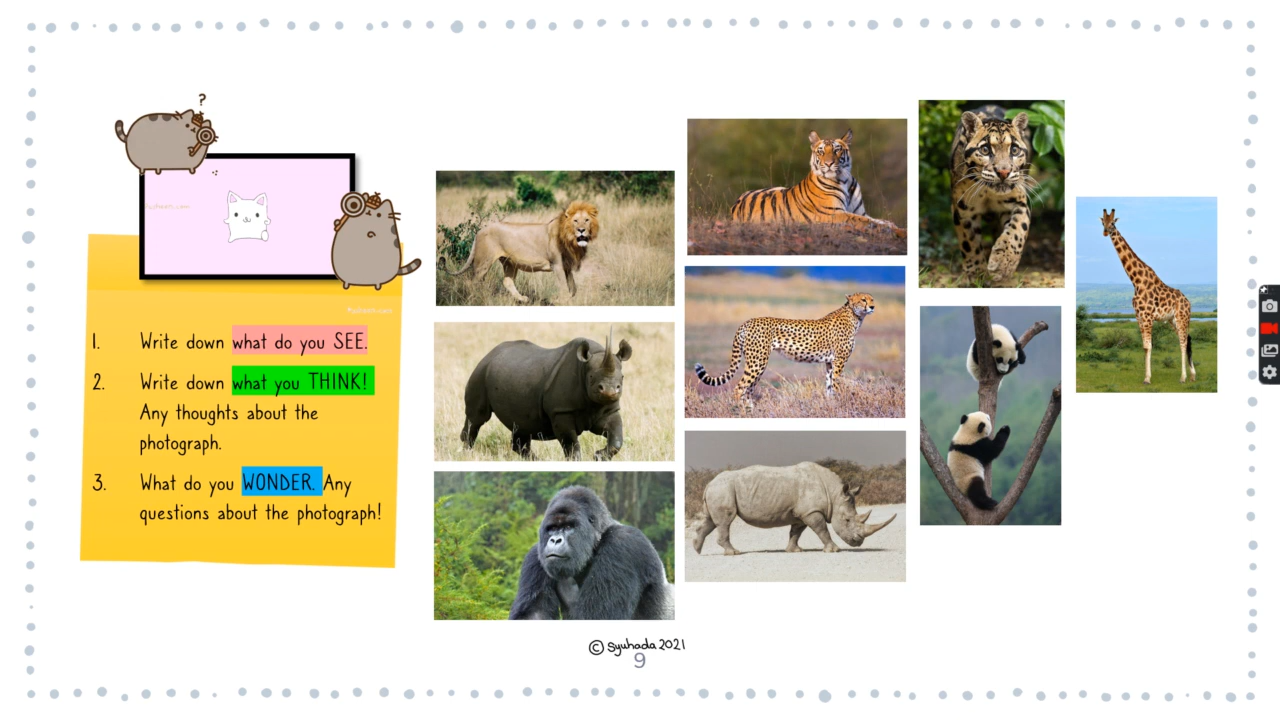 ?
1. Write down what do you SEE.
2. Write down what you THINK!
Any thoughts about the
photograph.
3. What do you WONDER. Any
questions about the photograph!
© Syuhada 2021
9